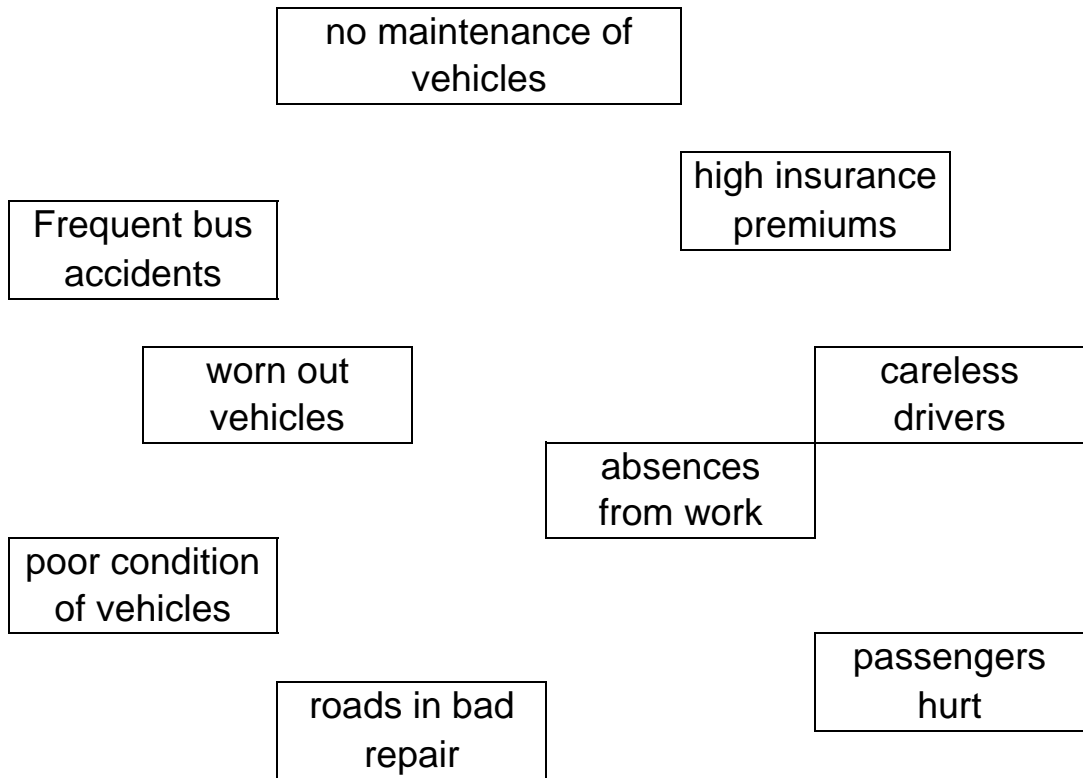 no maintenance of
vehicles
high insurance
premiums
Frequent bus
accidents
worn out
vehicles
careless
drivers
absences
from work
poor condition
of vehicles
passengers
hurt
roads in bad
repair